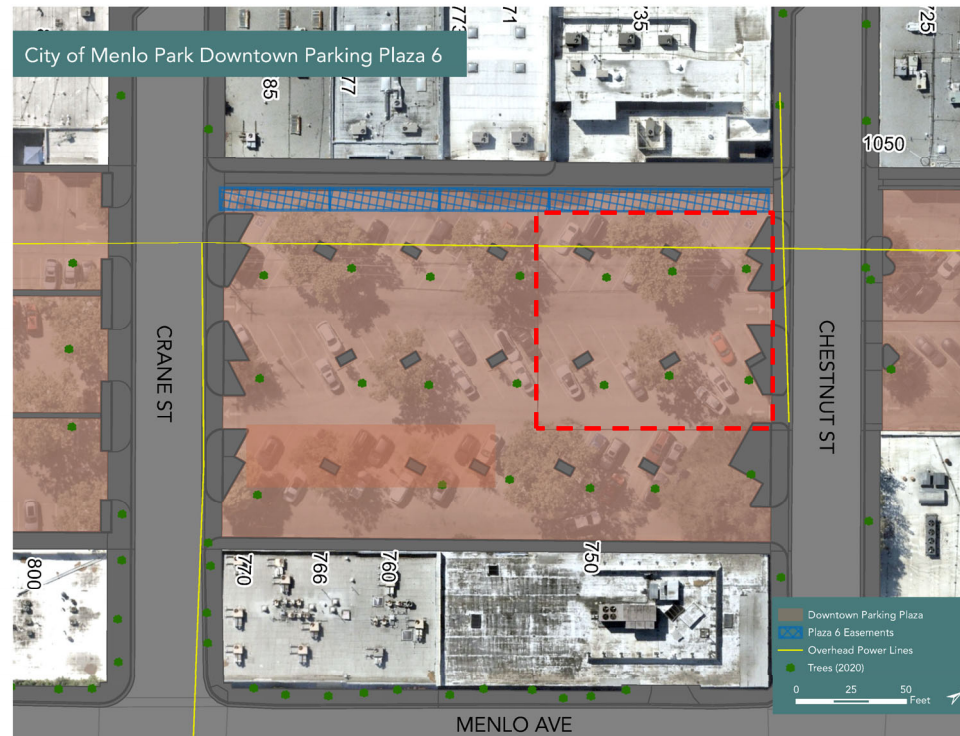 City of Menlo Park Downtown Parking Plaza 6
85
77
773
71
735
725
1050
CRANE ST
CHESTNUT ST
800
770
766
760
750
MENLO AVE
Downtown Parking Plaza
Plaza 6 Easements
Overhead Power Lines
Trees (2020)
0 25 50
Feet